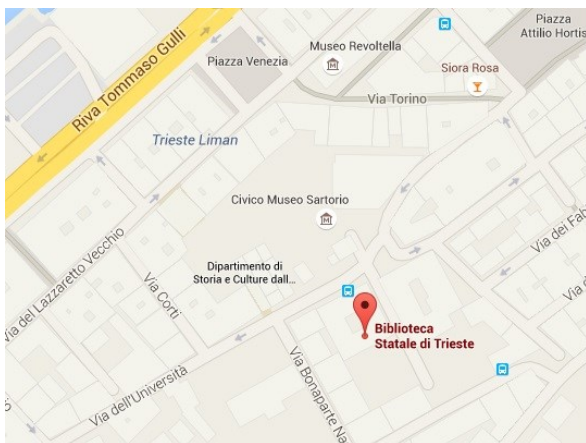 Piazza
Attilio Hortis
Museo Revoltella
Piazza Venezia
Siora Rosa
Riva Tommaso Gulli
Via Torino
Trieste Liman
Civico Museo Sartorio
Via dei Fab
Via del Lazzaretto Vecchio
Dipartimento di
Storia e Culture dall...
Via Corti
Via d
Biblioteca
Statale di Trieste
Via Bonaparte Na
Via dell'Università